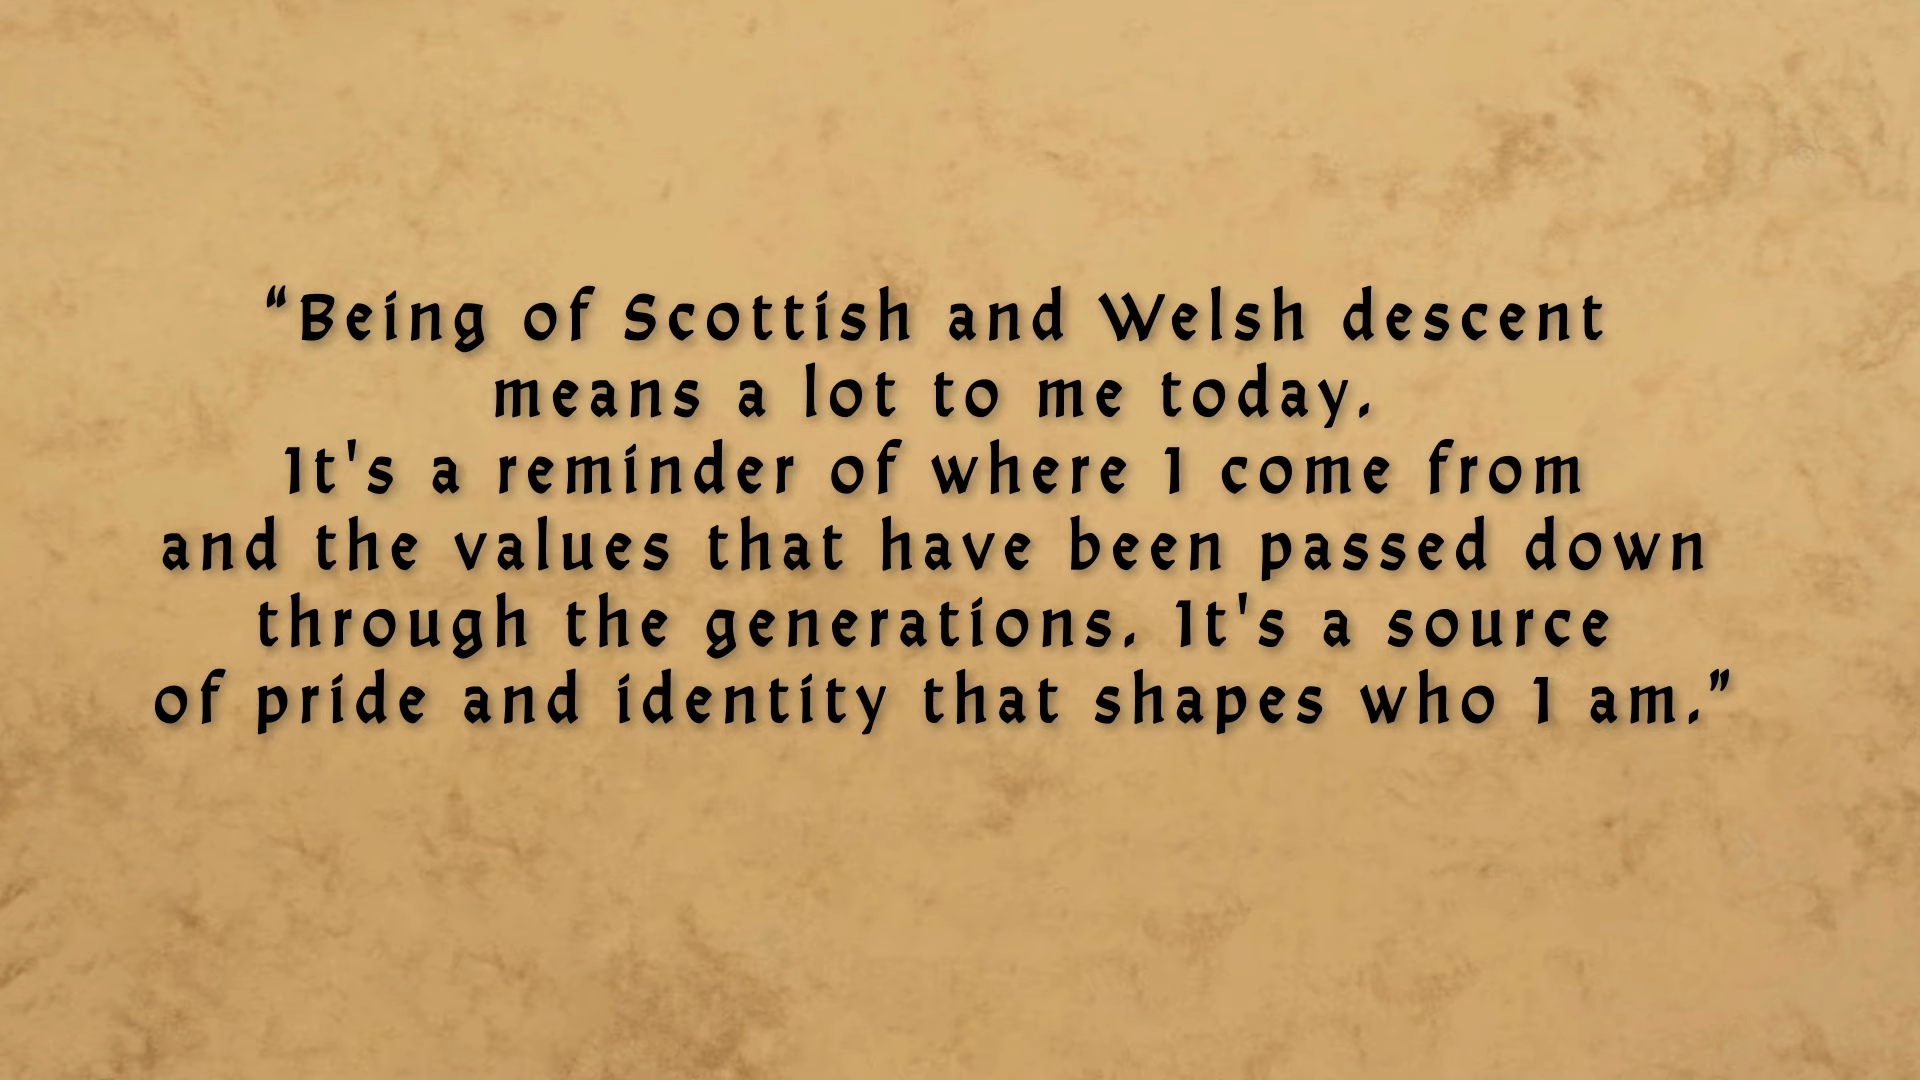 “Being of Scottish and Welsh descent
means a lot to me today.
It's a reminder of where I come from
and the values that have been passed down
through the generations. It's a source
of pride and identity that shapes who I am.”